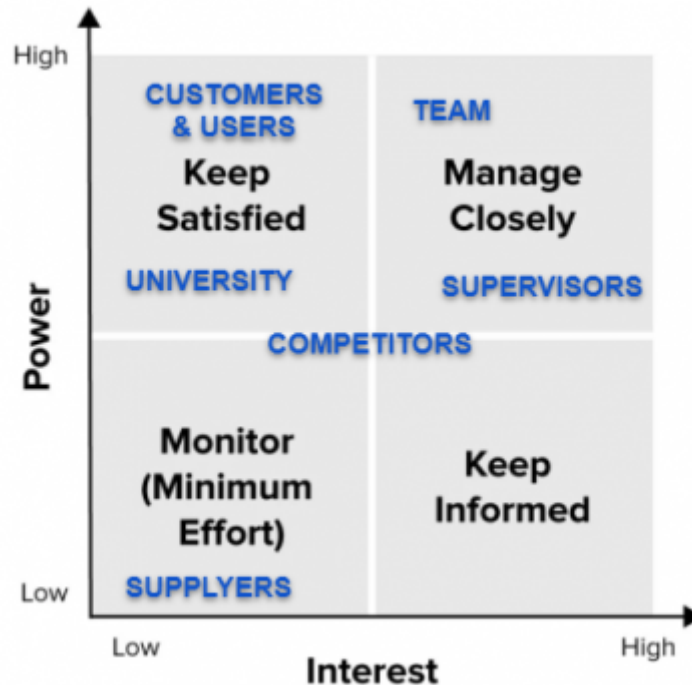 High
CUSTOMERS
& USERS
Keep
Satisfied
UNIVERSITY
TEAM
Manage
Closely
SUPERVISORS
COMPETITORS
Power
Monitor
(Minimum
Effort)
SUPPLYERS
Keep
Informed
Low
Low
High
Interest